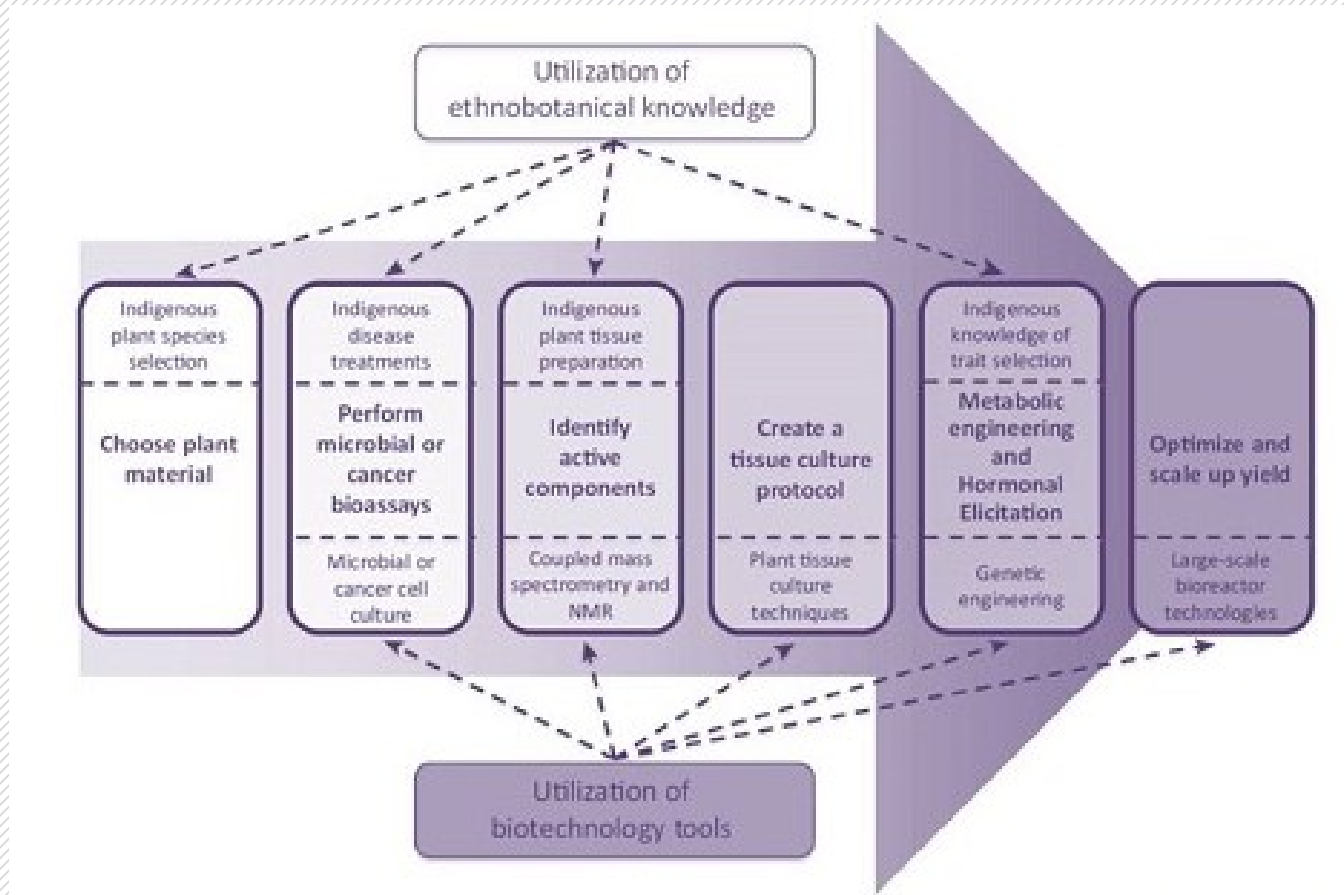 Utilization of
ethnobotanical knowledge
Indigenous
plant species
selection
Choose plant
material
Indigenous
disease
treatments
Perform
microbial or
cancer
bioassays
Microbial or
cancer cell
culture
Indigenous
plant tissue
preparation
Identify
active
components
Coupled mass
spectrometry and
NMR
Create a
tissue culture
protocol
Plant tissue
culture
techniques
Indigenous
knowledge of
trait selection
Metabolic
engineering
and
Hormonal
Elicitation
Genetic
engineering
Optimize and
scale up yield
Large-scale
bioreactor
technologies
Utilization of
biotechnology tools